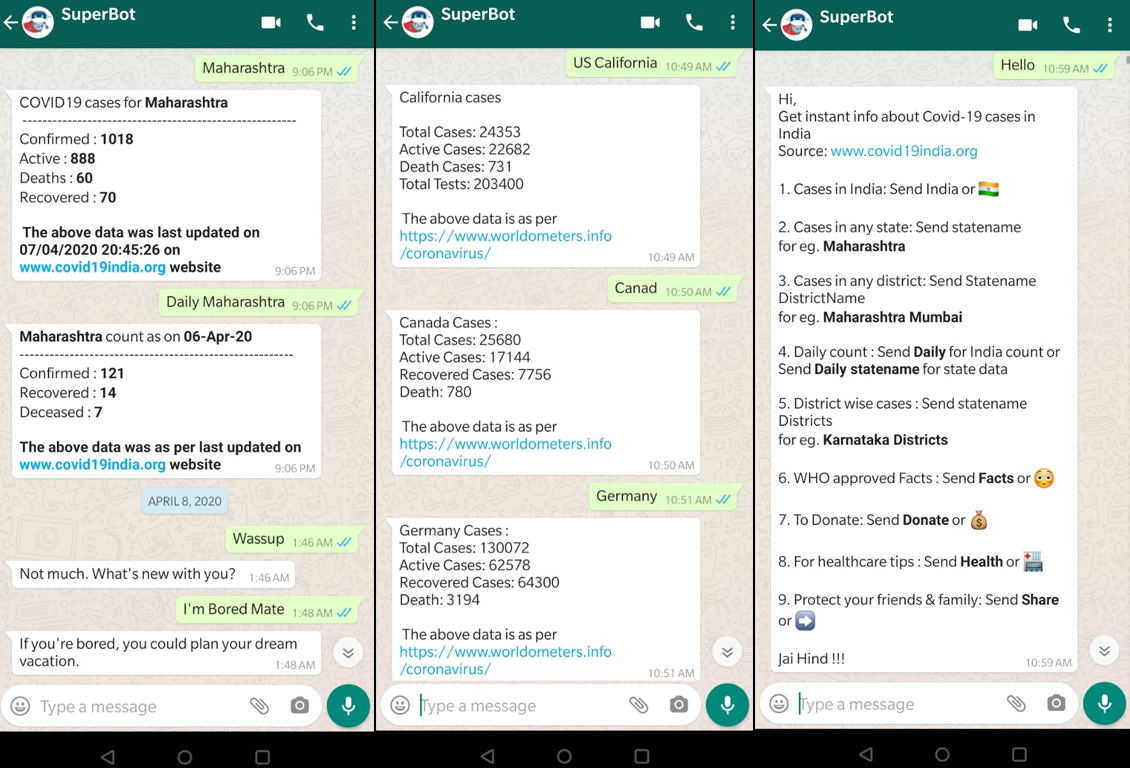 SuperBot
Maharashtra 9:06 PM
COVID19 cases for Maharashtra
-------------------------------------------------------
Confirmed : 1018
Active : 888
Deaths : 60
Recovered : 70
The above data was last updated on
07/04/2020 20:45:26 on
www.covid19india.org website
9:06 PM
Daily Maharashtra 9:06 PM
Maharashtra count as on 06-Apr-20
-------------------------------------------------------
Confirmed : 121
Recovered : 14
Deceased : 7
The above data was as per last updated on
www.covid19india.org website
9:06 PM
APRIL 8, 2020
Wassup 1:46 AM
Not much. What's new with you? 1:46 AM
I'm Bored Mate 1:48 AM
If you're bored, you could plan your dream
vacation.
1:48 AM
Type a message
SuperBot
US California 10:49 AM
California cases
Total Cases: 24353
Active Cases: 22682
Death Cases: 731
Total Tests: 203400
The above data is as per
https://www.worldometers.info
/coronavirus/
10:49 AM
Canad 10:50 AM
Canada Cases :
Total Cases: 25680
Active Cases: 17144
Recovered Cases: 7756
Death: 780
The above data is as per
https://www.worldometers.info
/coronavirus/
10:50 AM
Germany 10:51 AM
Germany Cases :
Total Cases: 130072
Active Cases: 62578
Recovered Cases: 64300
Death: 3194
The above data is as per
https://www.worldometers.info
/coronavirus/
10:51 AM
Type a message
SuperBot
Hello 10:59 AM
Hi,
Get instant info about Covid-19 cases in
India
Source: www.covid19india.org
1. Cases in India: Send India or 🇮🇳
2. Cases in any state: Send statename
for eg. Maharashtra
3. Cases in any district: Send Statename
DistrictName
for eg. Maharashtra Mumbai
4. Daily count : Send Daily for India count or
Send Daily statename for state data
5. District wise cases : Send statename
Districts
for eg. Karnataka Districts
6. WHO approved Facts : Send Facts or 😳
7. To Donate: Send Donate or 💰
8. For healthcare tips : Send Health or 🏥
9. Protect your friends & family: Send Share
or ➡️
Jai Hind !!!
10:59 AM
Type a message